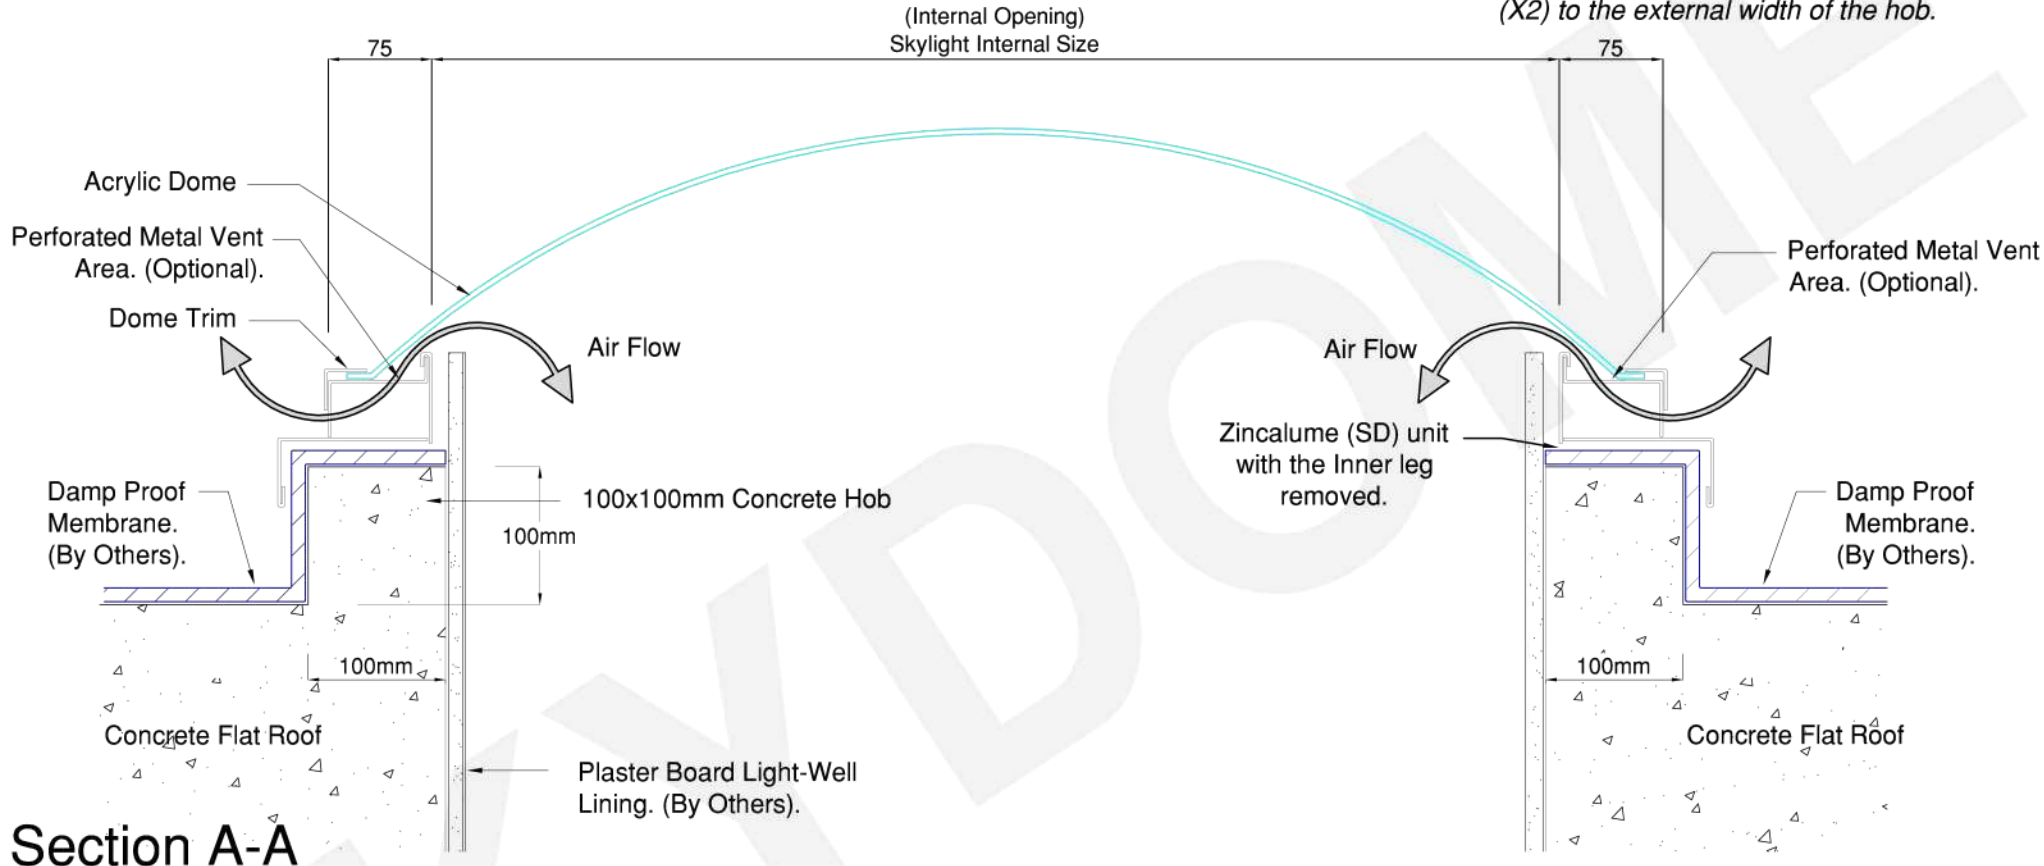 (Internal Opening)
Skylight Internal Size
(X2) to the external width of the hob.
75
75
Acrylic Dome
Perforated Metal Vent
Area. (Optional).
Dome Trim
Air Flow
Air Flow
Perforated Metal Vent
Area. (Optional).
Zincalume (SD) unit
with the Inner leg
removed.
Damp Proof
Membrane.
(By Others).
100x100mm Concrete Hob
100mm
Damp Proof
Membrane.
(By Others).
100mm
100mm
Concrete Flat Roof
Concrete Flat Roof
Plaster Board Light-Well
Lining. (By Others).
Section A-A
YDOME